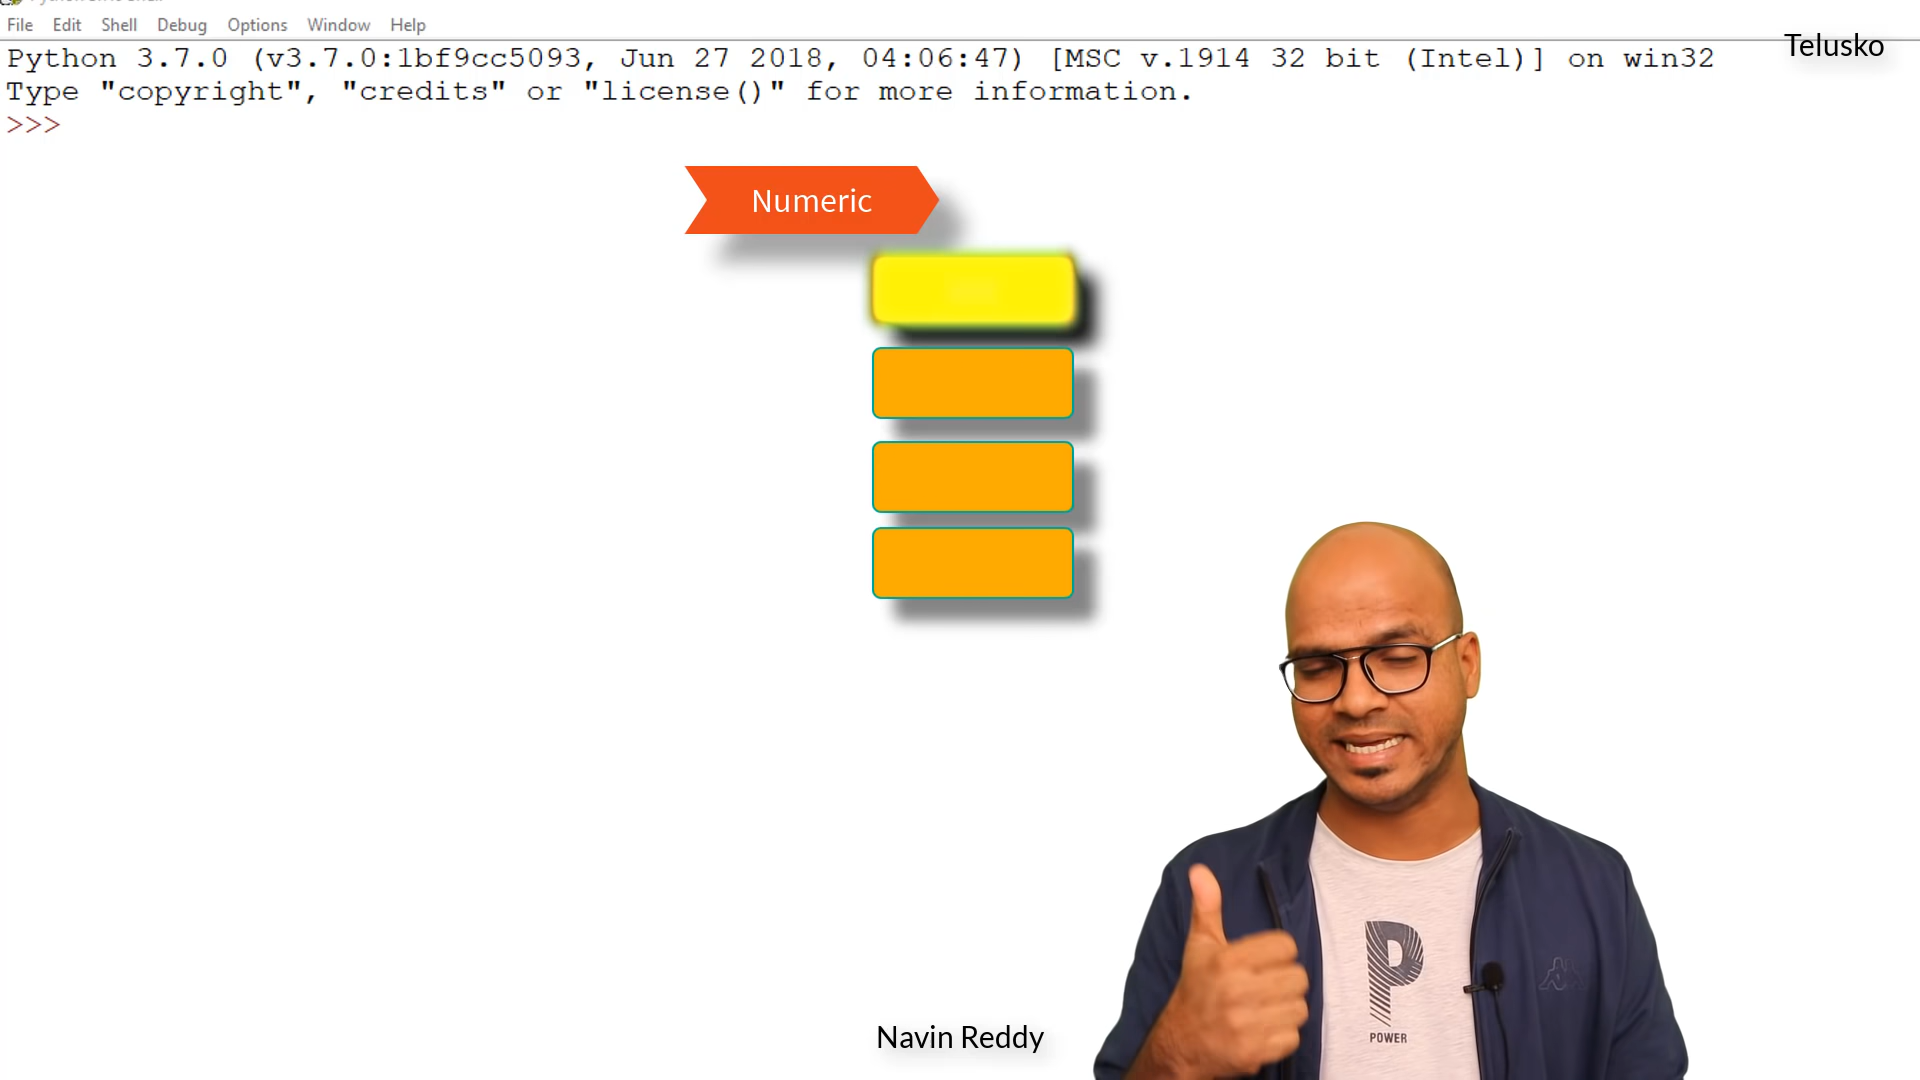 File Edit Shell Debug Options Window Help
Telusko
Python 3.7.0 (v3.7.0:1bf9cc5093, Jun 27 2018, 04:06:47) [MSC v.1914 32 bit (Intel)] on win32
Type "copyright", "credits" or "license()" for more information.
>>>
Numeric
P
POWER
Navin Reddy